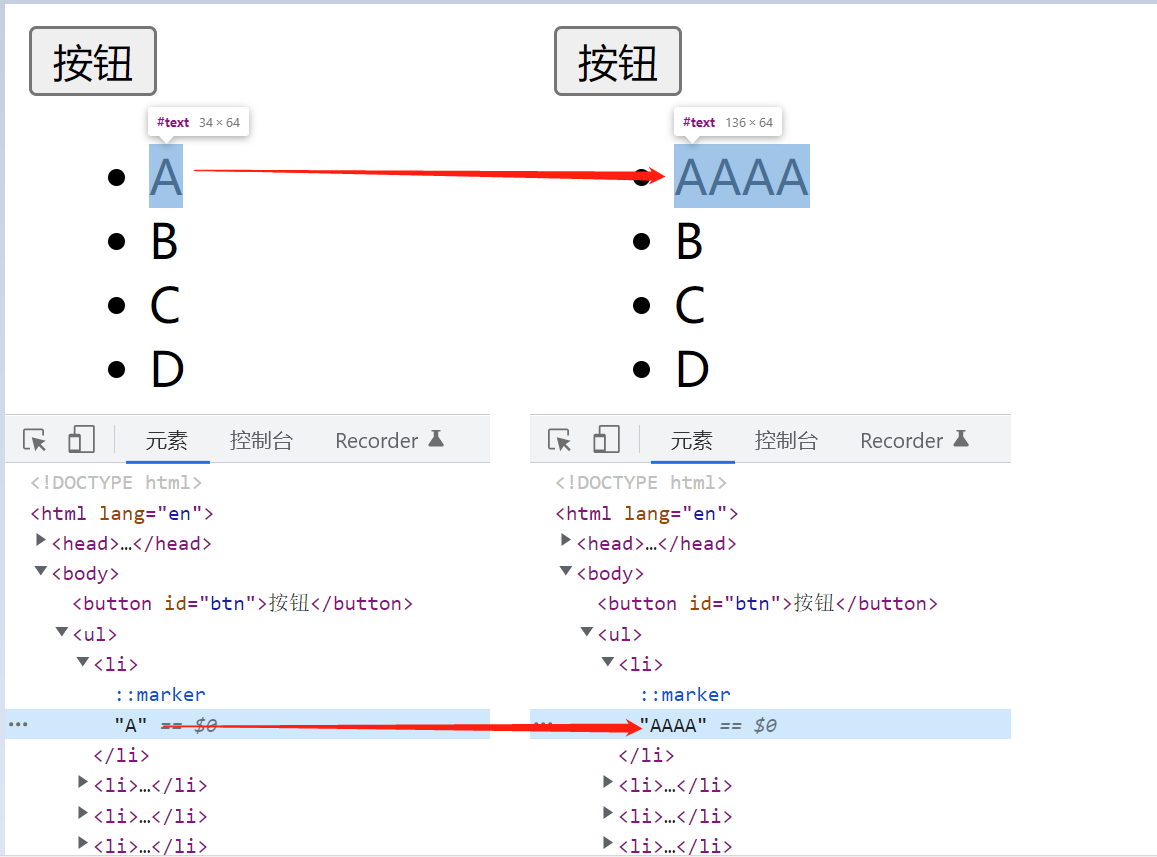 按钮
#text 34 × 64
A
B
C
D
元素 控制台 Recorder
<!DOCTYPE html>
<html lang="en">
<head>…</head>
<body>
<button id="btn">按钮</button>
<ul>
<li>
::marker
"A" == $0
</li>
<li>…</li>
<li>…</li>
<li>…</li>
按钮
#text 136 × 64
AAAA
B
C
D
元素 控制台 Recorder
<!DOCTYPE html>
<html lang="en">
<head>…</head>
<body>
<button id="btn">按钮</button>
<ul>
<li>
::marker
"AAAA" == $0
</li>
<li>…</li>
<li>…</li>
<li>…</li>